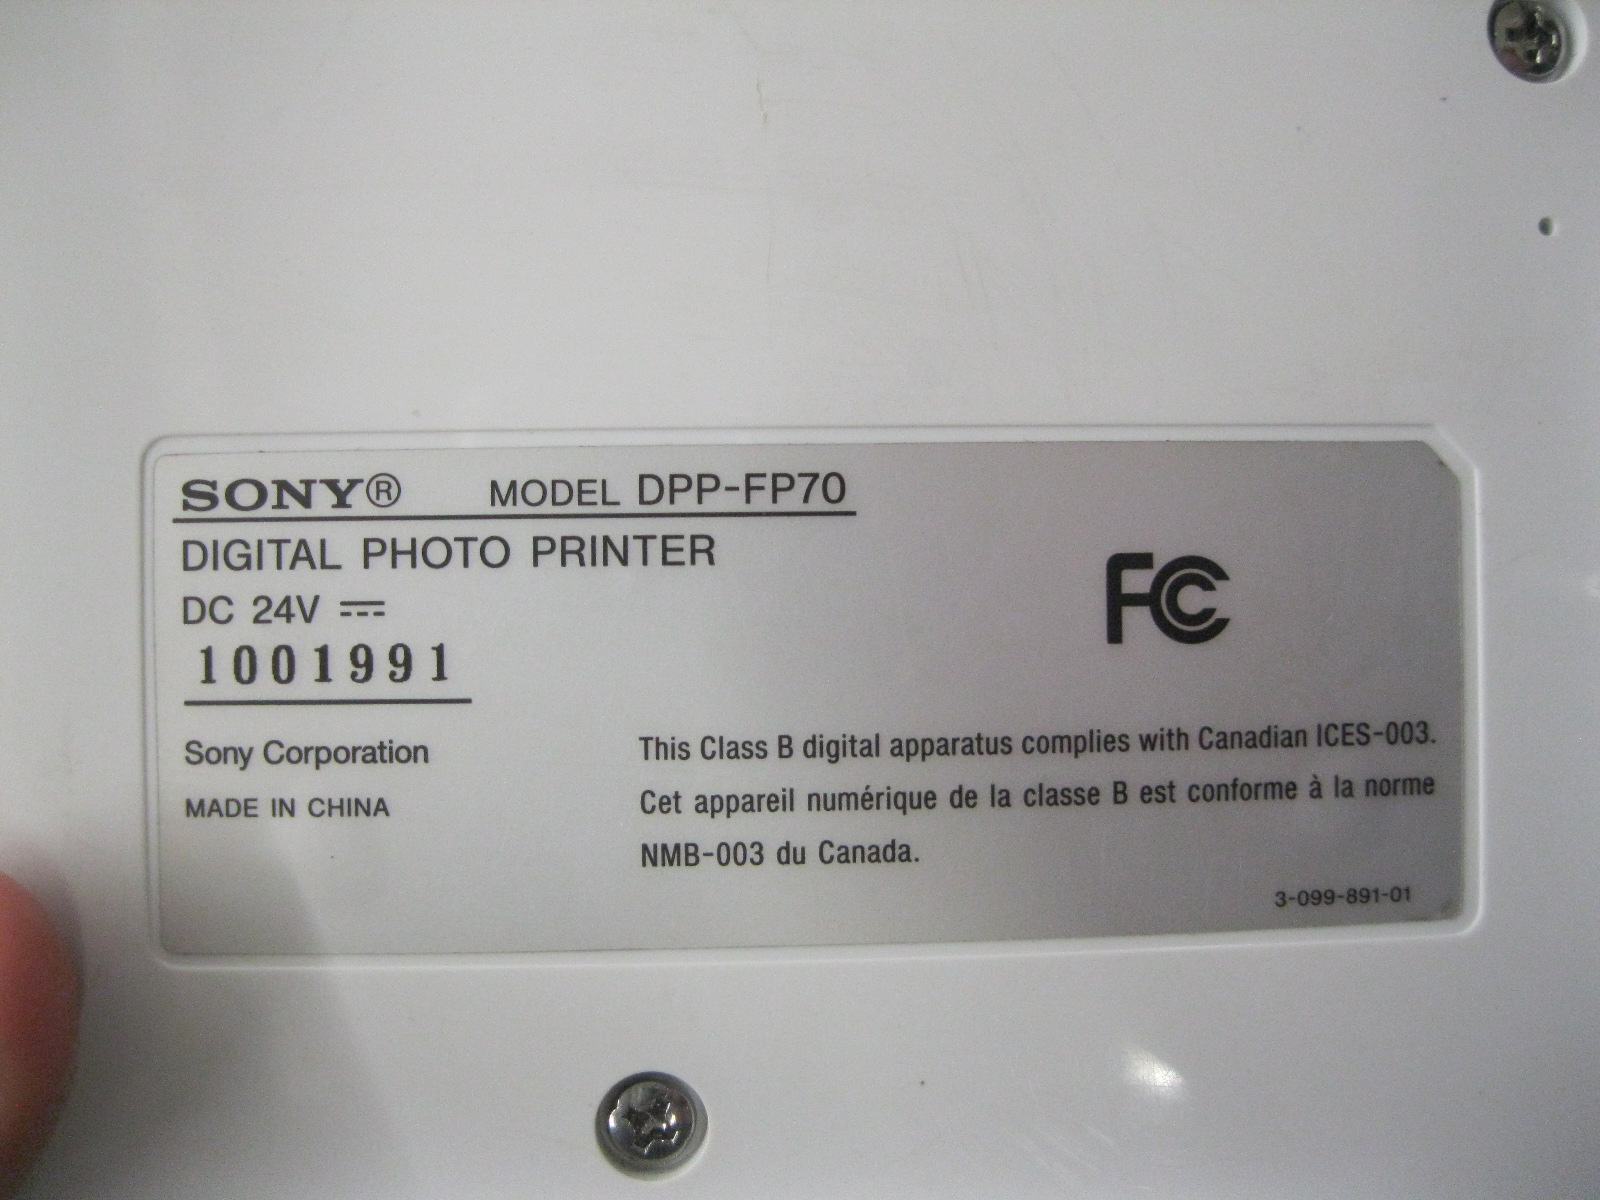 SONY® MODEL DPP-FP70
DIGITAL PHOTO PRINTER
DC 24V ⎓
1001991
Sony Corporation
MADE IN CHINA
FC
This Class B digital apparatus complies with Canadian ICES-003.
Cet appareil numérique de la classe B est conforme à la norme
NMB-003 du Canada.
3-099-891-01